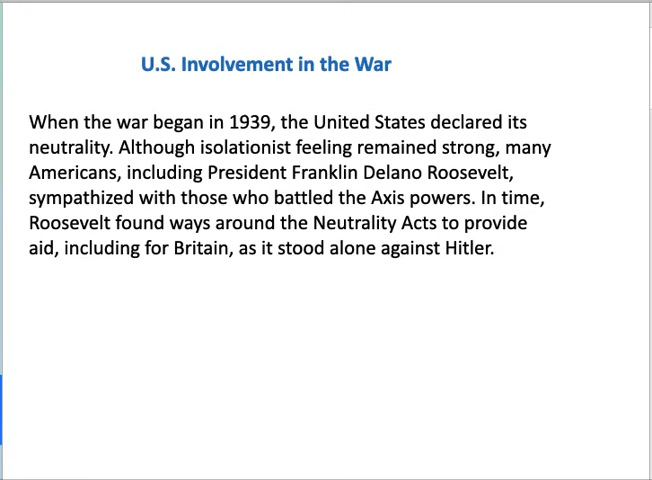 U.S. Involvement in the War
When the war began in 1939, the United States declared its
neutrality. Although isolationist feeling remained strong, many
Americans, including President Franklin Delano Roosevelt,
sympathized with those who battled the Axis powers. In time,
Roosevelt found ways around the Neutrality Acts to provide
aid, including for Britain, as it stood alone against Hitler.